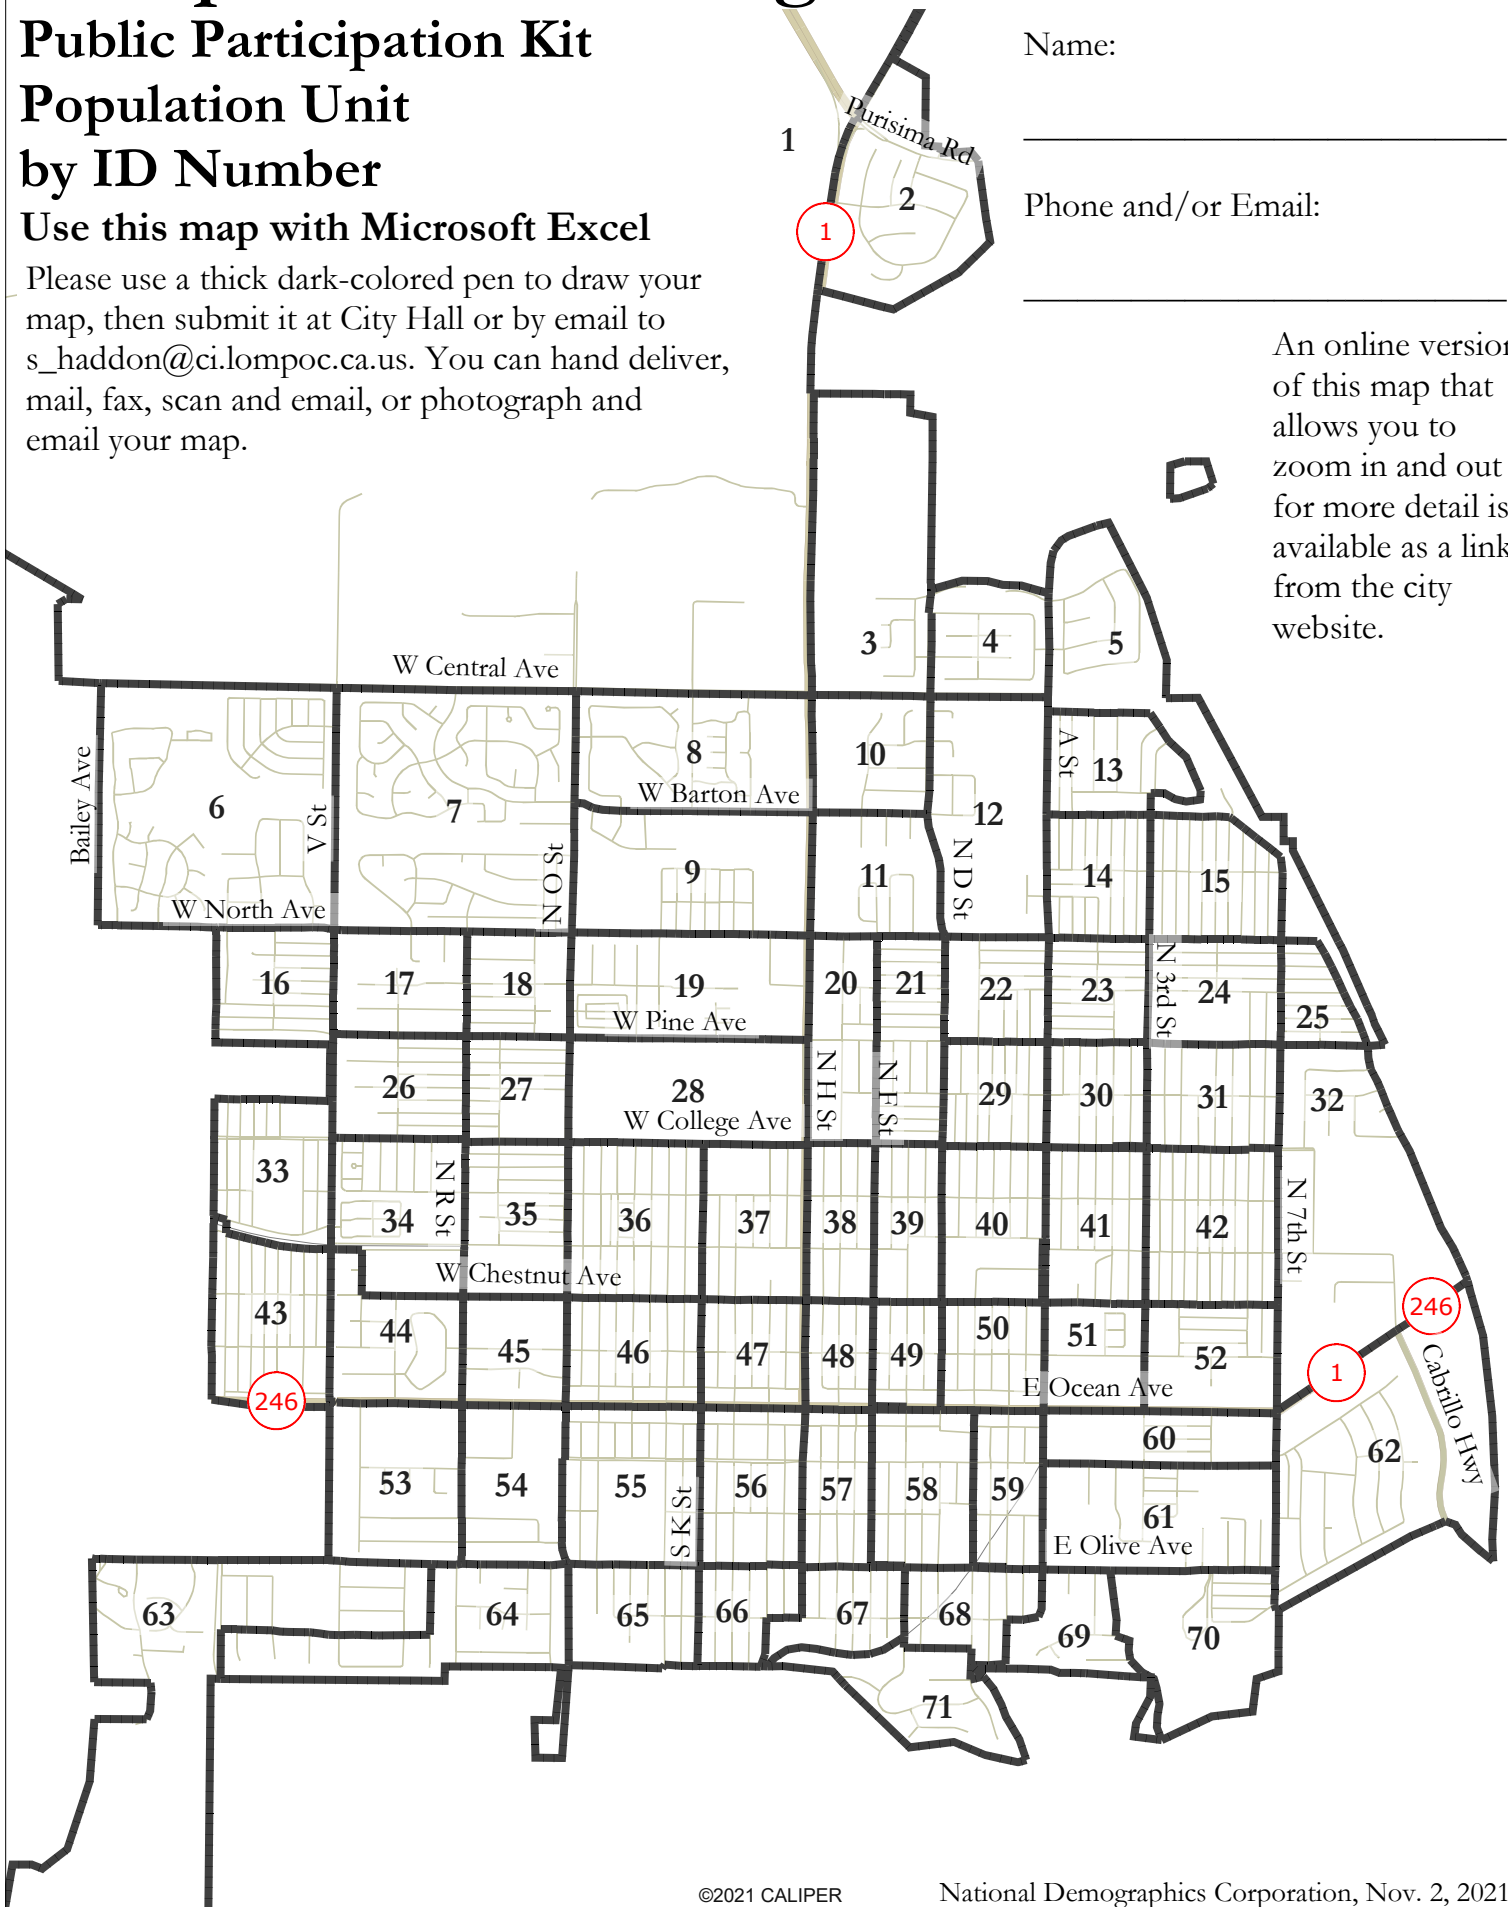 Public Participation Kit
Population Unit
by ID Number
Use this map with Microsoft Excel
Please use a thick dark-colored pen to draw your
map, then submit it at City Hall or by email to
s_haddon@ci.lompoc.ca.us. You can hand deliver,
mail, fax, scan and email, or photograph and
email your map.
Name:
Phone and/or Email:
An online version
of this map that
allows you to
zoom in and out
for more detail is
available as a link
from the city
website.
1
Purisima Rd
2
1
3
4
5
W Central Ave
Bailey Ave
6
V St
7
N O St
8
W Barton Ave
9
10
11
12
N D St
A St
13
14
15
W North Ave
16
17
18
19
W Pine Ave
20
21
22
23
N 3rd St
24
25
26
27
28
W College Ave
N H St
N F St
29
30
31
32
33
34
N R St
35
36
37
38
39
40
41
42
N 7th St
W Chestnut Ave
43
44
45
46
47
48
49
50
51
52
E Ocean Ave
246
246
1
Cabrillo Hwy
53
54
55
S K St
56
57
58
59
60
61
E Olive Ave
62
63
64
65
66
67
68
69
70
71
©2021 CALIPER
National Demographics Corporation, Nov. 2, 2021